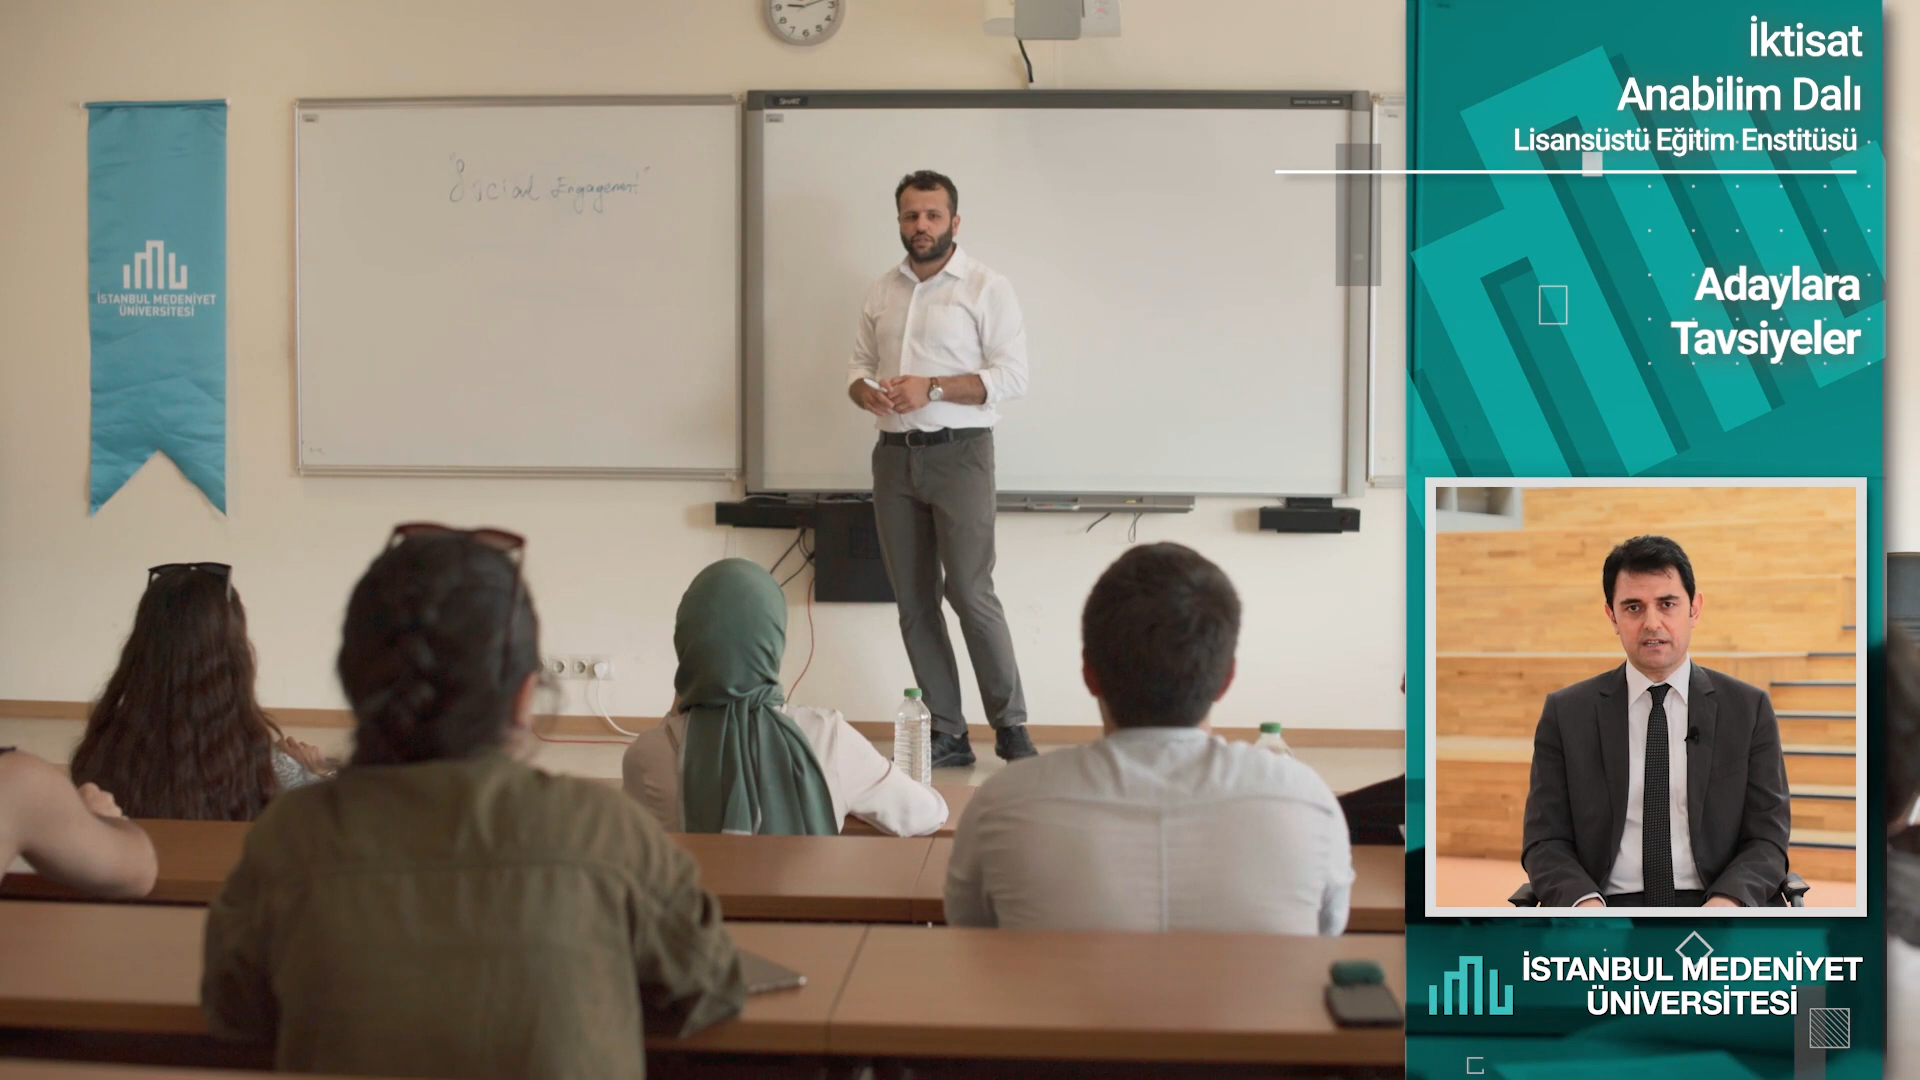 İktisat
Anabilim Dalı
Lisansüstü Eğitim Enstitüsü
Adaylara
Tavsiyeler
"Social Engagement"
SMART
İSTANBUL MEDENİYET
ÜNİVERSİTESİ
İSTANBUL MEDENİYET
ÜNİVERSİTESİ